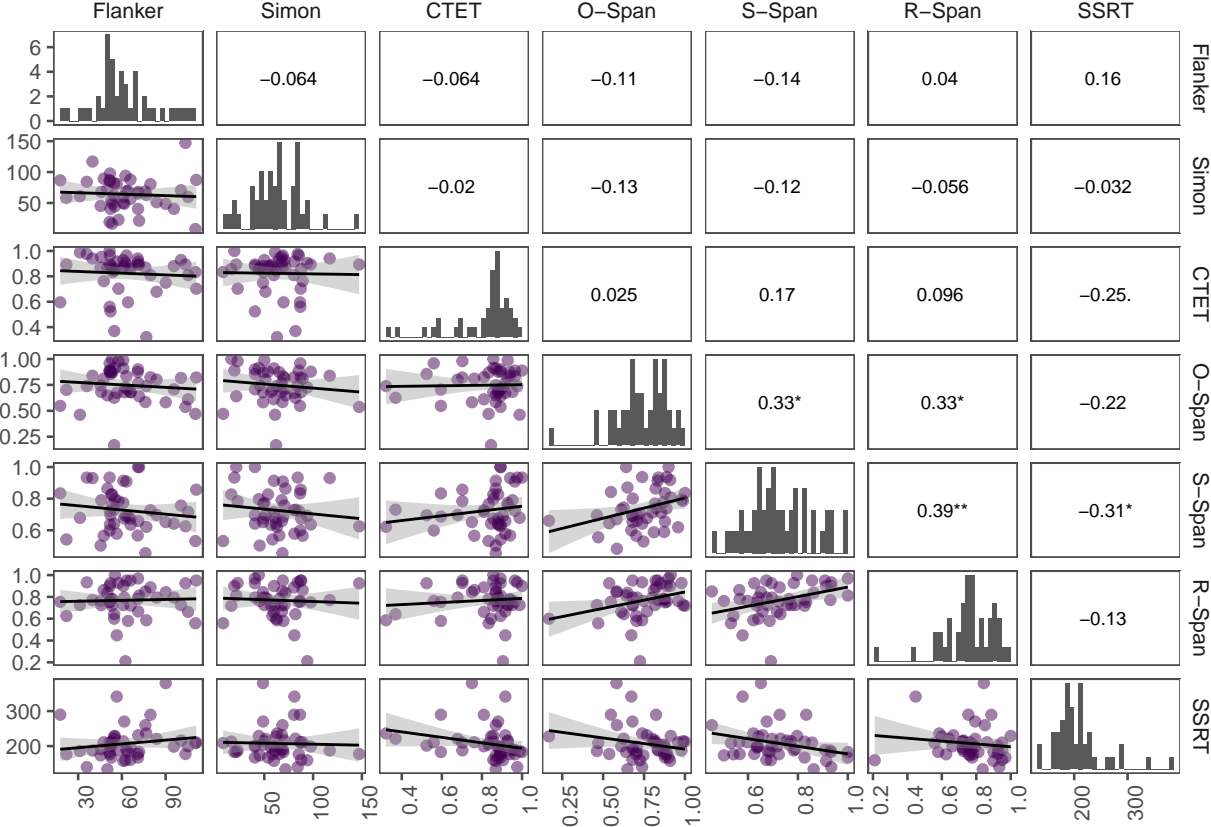 Flanker Simon CTET O−Span S−Span R−Span SSRT
6
4
2
0
−0.064 −0.064 −0.11 −0.14 0.04 0.16
Flanker
150
100
50
−0.02 −0.13 −0.12 −0.056 −0.032
Simon
1.0
0.8
0.6
0.4
0.025 0.17 0.096 −0.25.
CTET
1.00
0.75
0.50
0.25
0.33* 0.33* −0.22
O−Span
1.0
0.8
0.6
0.39** −0.31*
S−Span
1.0
0.8
0.6
0.4
0.2
−0.13
R−Span
300
200
SSRT
30 60 90 50 100 150 0.4 0.6 0.8 1.0 0.25 0.50 0.75 1.00 0.6 0.8 1.0 0.2 0.4 0.6 0.8 1.0 200 300